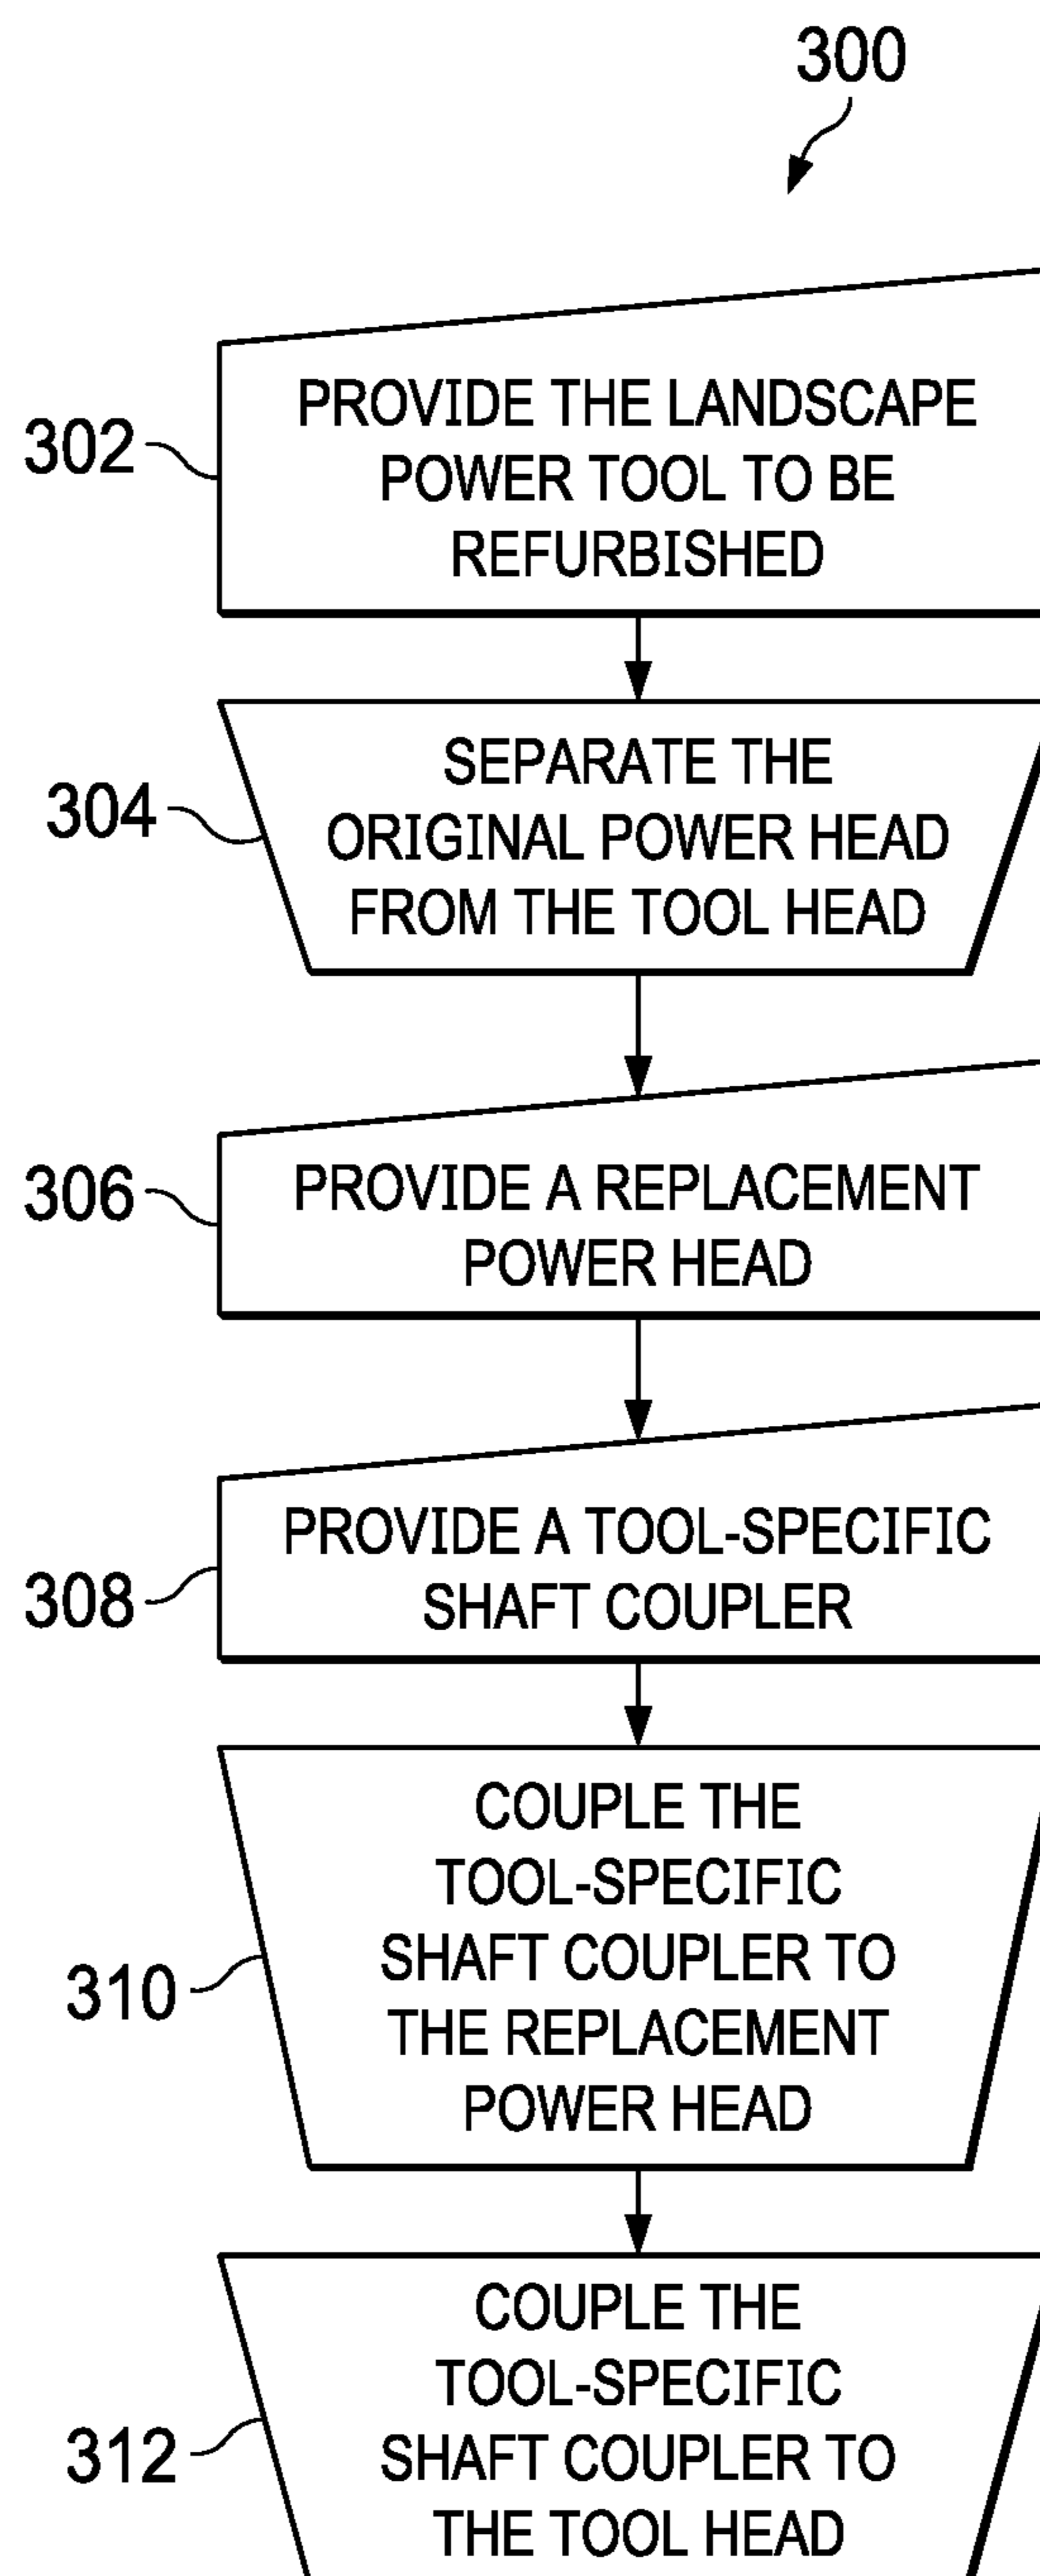 300
302
PROVIDE THE LANDSCAPE
POWER TOOL TO BE
REFURBISHED
304
SEPARATE THE
ORIGINAL POWER HEAD
FROM THE TOOL HEAD
306
PROVIDE A REPLACEMENT
POWER HEAD
308
PROVIDE A TOOL-SPECIFIC
SHAFT COUPLER
310
COUPLE THE
TOOL-SPECIFIC
SHAFT COUPLER TO
THE REPLACEMENT
POWER HEAD
312
COUPLE THE
TOOL-SPECIFIC
SHAFT COUPLER TO
THE TOOL HEAD